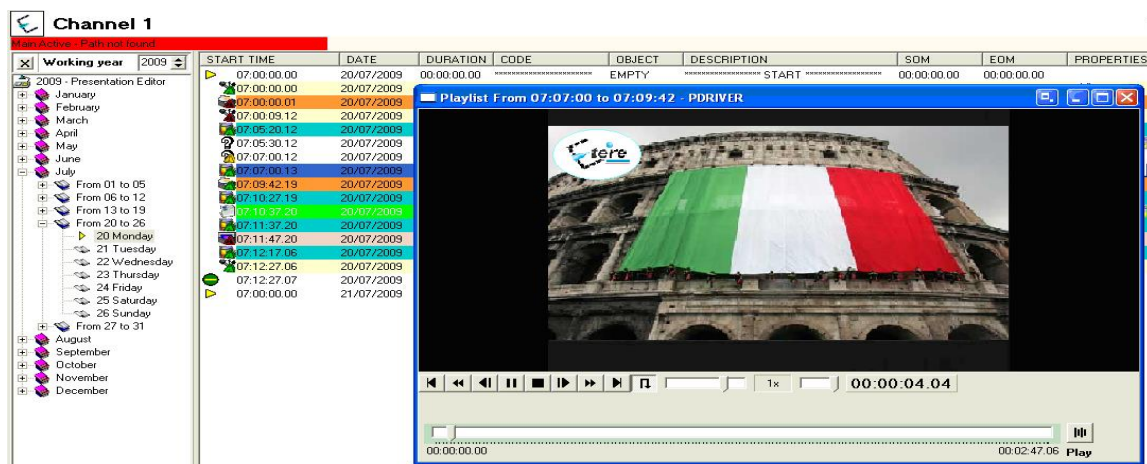 Channel 1
Main Active - Path not found
Working year 2009
START TIME DATE DURATION CODE OBJECT DESCRIPTION SOM EOM PROPERTIES
2009 - Presentation Editor
January
February
March
April
May
June
July
From 01 to 05
From 06 to 12
From 13 to 19
From 20 to 26
20 Monday
21 Tuesday
22 Wednesday
23 Thursday
24 Friday
25 Saturday
26 Sunday
From 27 to 31
August
September
October
November
December
07:00:00.00 20/07/2009 00:00:00.00 EMPTY START 00:00:00.00 00:00:00.00
07:00:00.00 20/07/2009
07:00:00.01 20/07/2009
07:00:09.12 20/07/2009
07:05:20.12 20/07/2009
07:05:30.12 20/07/2009
07:07:00.12 20/07/2009
07:07:00.13 20/07/2009
07:09:42.19 20/07/2009
07:10:27.19 20/07/2009
07:10:37.20 20/07/2009
07:11:37.20 20/07/2009
07:11:47.20 20/07/2009
07:12:17.06 20/07/2009
07:12:27.06 20/07/2009
07:12:27.07 20/07/2009
07:00:00.00 21/07/2009
Playlist From 07:07:00 to 07:09:42 - PDRIVER
Etere
1x
00:00:04.04
00:00:00.00
00:02:47.06
Play